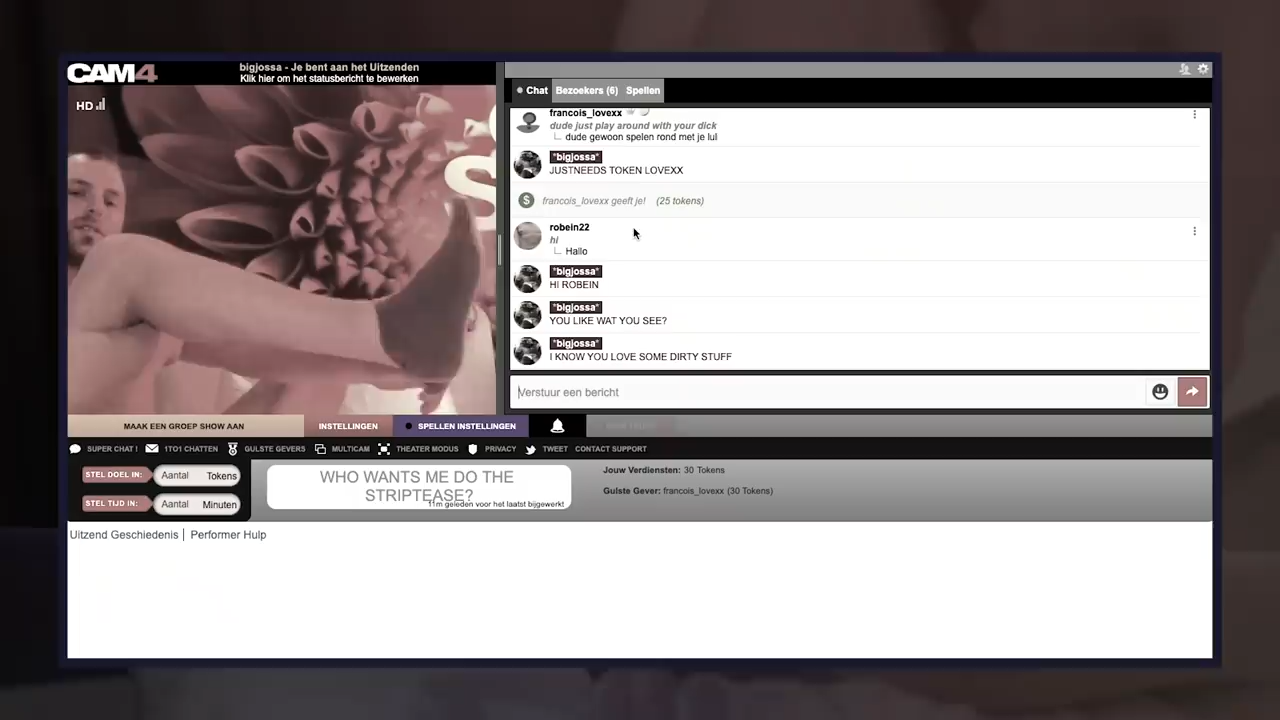 CAM4
bigjossa - Je bent aan het Uitzenden
Klik hier om het statusbericht te bewerken
HD
S
Chat
Bezoekers (6)
Spellen
francois_lovexx
dude just play around with your dick
dude gewoon spelen rond met je lul
*bigjossa*
JUSTNEEDS TOKEN LOVEXX
$
francois_lovexx geeft je! (25 tokens)
robein22
hi
Hallo
*bigjossa*
HI ROBEIN
*bigjossa*
YOU LIKE WAT YOU SEE?
*bigjossa*
I KNOW YOU LOVE SOME DIRTY STUFF
Verstuur een bericht
MAAK EEN GROEP SHOW AAN
INSTELLINGEN
SPELLEN INSTELLINGEN
SUPER CHAT !
1TO1 CHATTEN
GULSTE GEVERS
MULTICAM
THEATER MODUS
PRIVACY
TWEET
CONTACT SUPPORT
STEL DOEL IN:
Aantal
Tokens
STEL TIJD IN:
Aantal
Minuten
WHO WANTS ME DO THE
STRIPTEASE?
11m geleden voor het laatst bijgewerkt
Jouw Verdiensten: 30 Tokens
Gulste Gever: francois_lovexx (30 Tokens)
Uitzend Geschiedenis | Performer Hulp